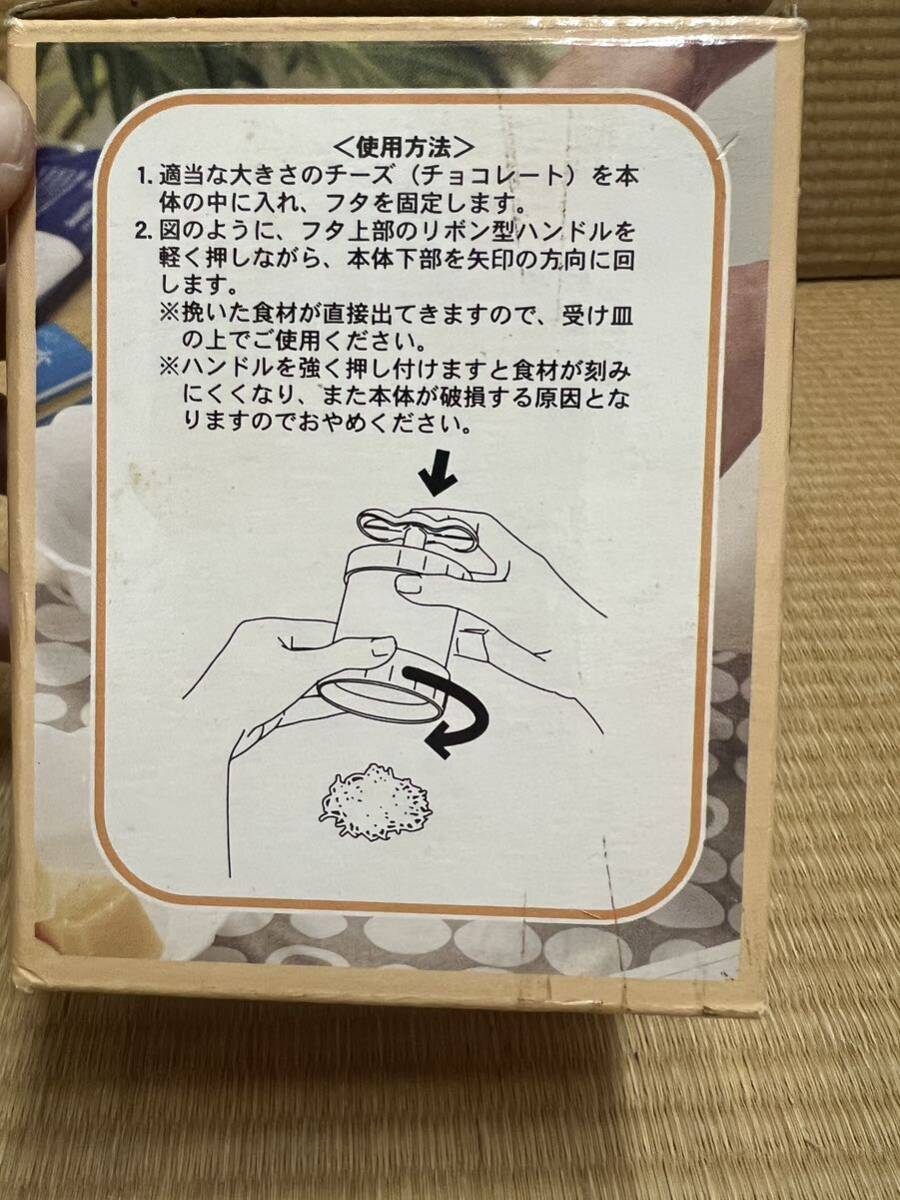 ＜使用方法＞
1. 適当な大きさのチーズ（チョコレート）を本
体の中に入れ、フタを固定します。
2. 図のように、フタ上部のリボン型ハンドルを
軽く押しながら、本体下部を矢印の方向に回
します。
※挽いた食材が直接出てきますので、受け皿
の上でご使用ください。
※ハンドルを強く押し付けますと食材が刻み
にくくなり、また本体が破損する原因とな
りますのでおやめください。